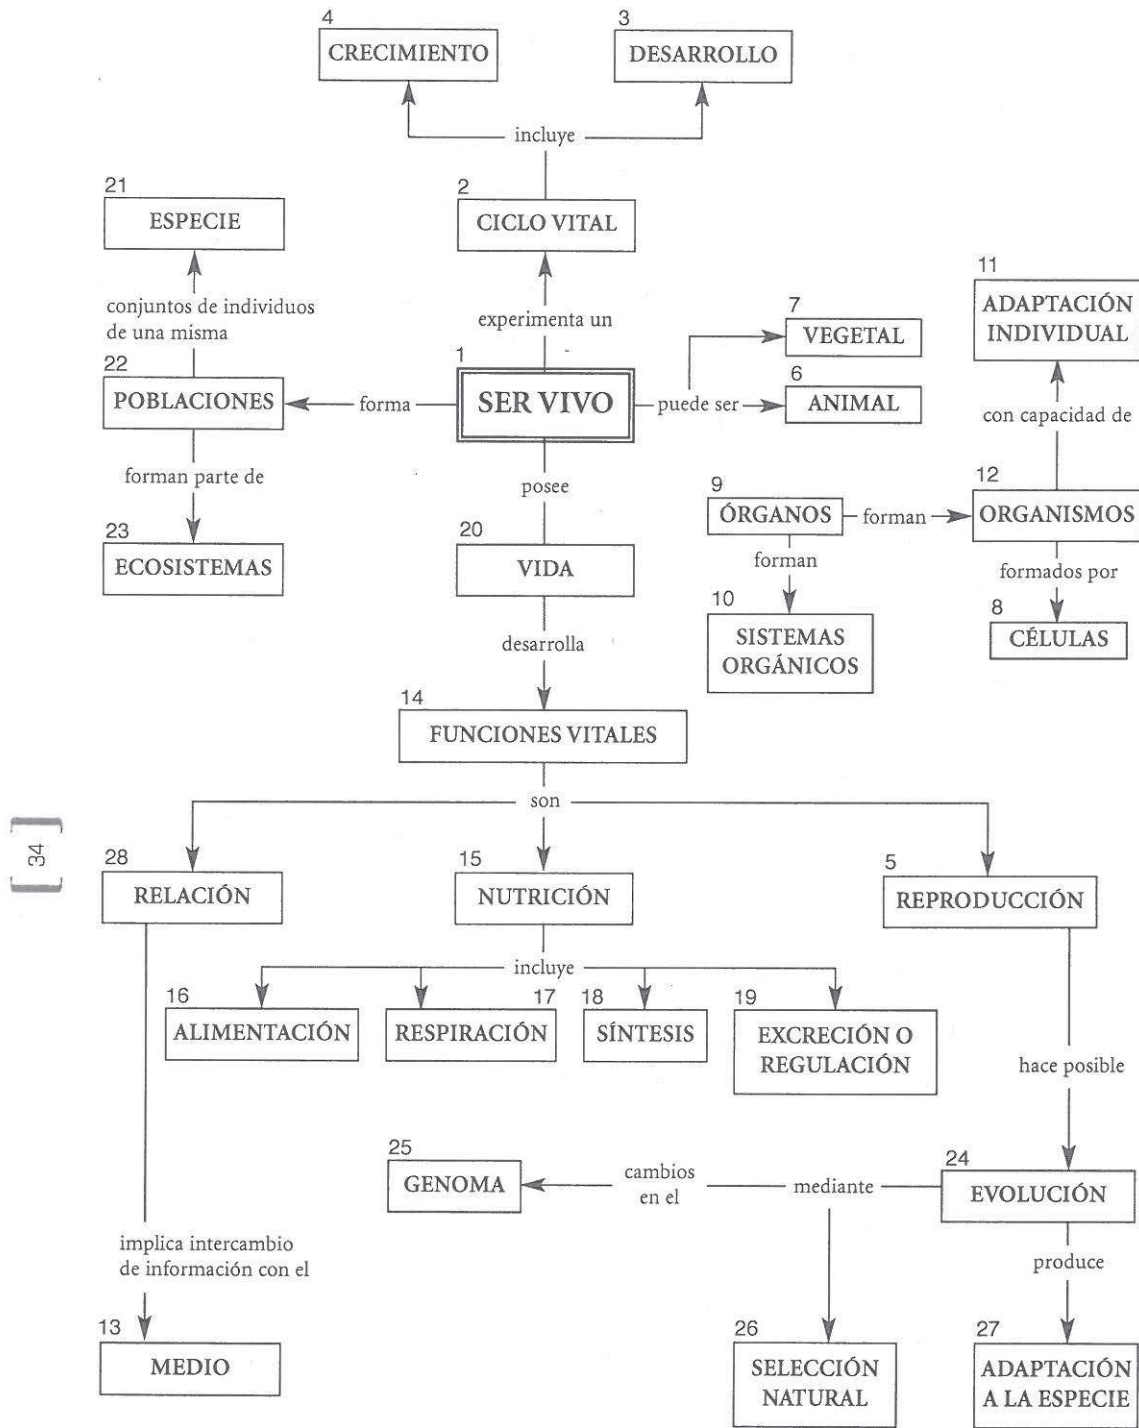 4
CRECIMIENTO
3
DESARROLLO
incluye
21
ESPECIE
2
CICLO VITAL
conjuntos de individuos
de una misma
experimenta un
7
VEGETAL
11
ADAPTACIÓN
INDIVIDUAL
22
POBLACIONES
forma
1
SER VIVO
puede ser
6
ANIMAL
con capacidad de
forman parte de
posee
9
ÓRGANOS
forman
12
ORGANISMOS
23
ECOSISTEMAS
20
VIDA
forman
formados por
10
SISTEMAS
ORGÁNICOS
8
CÉLULAS
desarrolla
14
FUNCIONES VITALES
son
34
28
RELACIÓN
15
NUTRICIÓN
5
REPRODUCCIÓN
incluye
16
ALIMENTACIÓN
17
RESPIRACIÓN
18
SÍNTESIS
19
EXCRECIÓN O
REGULACIÓN
hace posible
25
GENOMA
cambios
en el
mediante
24
EVOLUCIÓN
implica intercambio
de información con el
produce
13
MEDIO
26
SELECCIÓN
NATURAL
27
ADAPTACIÓN
A LA ESPECIE